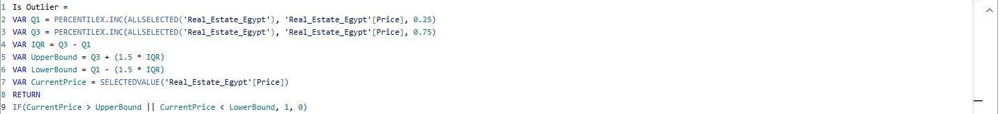 1 Is Outlier =
2 VAR Q1 = PERCENTILEX.INC(ALLSELECTED('Real_Estate_Egypt'), 'Real_Estate_Egypt'[Price], 0.25)
3 VAR Q3 = PERCENTILEX.INC(ALLSELECTED('Real_Estate_Egypt'), 'Real_Estate_Egypt'[Price], 0.75)
4 VAR IQR = Q3 - Q1
5 VAR UpperBound = Q3 + (1.5 * IQR)
6 VAR LowerBound = Q1 - (1.5 * IQR)
7 VAR CurrentPrice = SELECTEDVALUE('Real_Estate_Egypt'[Price])
8 RETURN
9 IF(CurrentPrice > UpperBound || CurrentPrice < LowerBound, 1, 0)